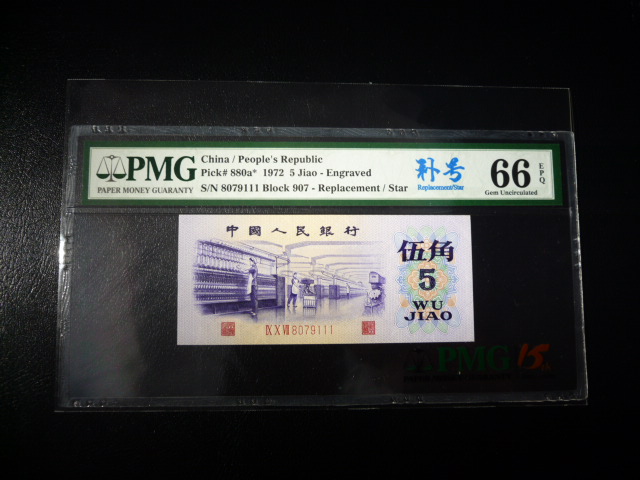 PMG
PAPER MONEY GUARANTY
China / People's Republic
Pick# 880a* 1972 5 Jiao - Engraved
S/N 8079111 Block 907 - Replacement / Star
补号
Replacement/Star
66 EPQ
Gem Uncirculated
中國人民銀行
伍角
5
WU
JIAO
Ⅸ Ⅹ Ⅶ 8079111
PMG